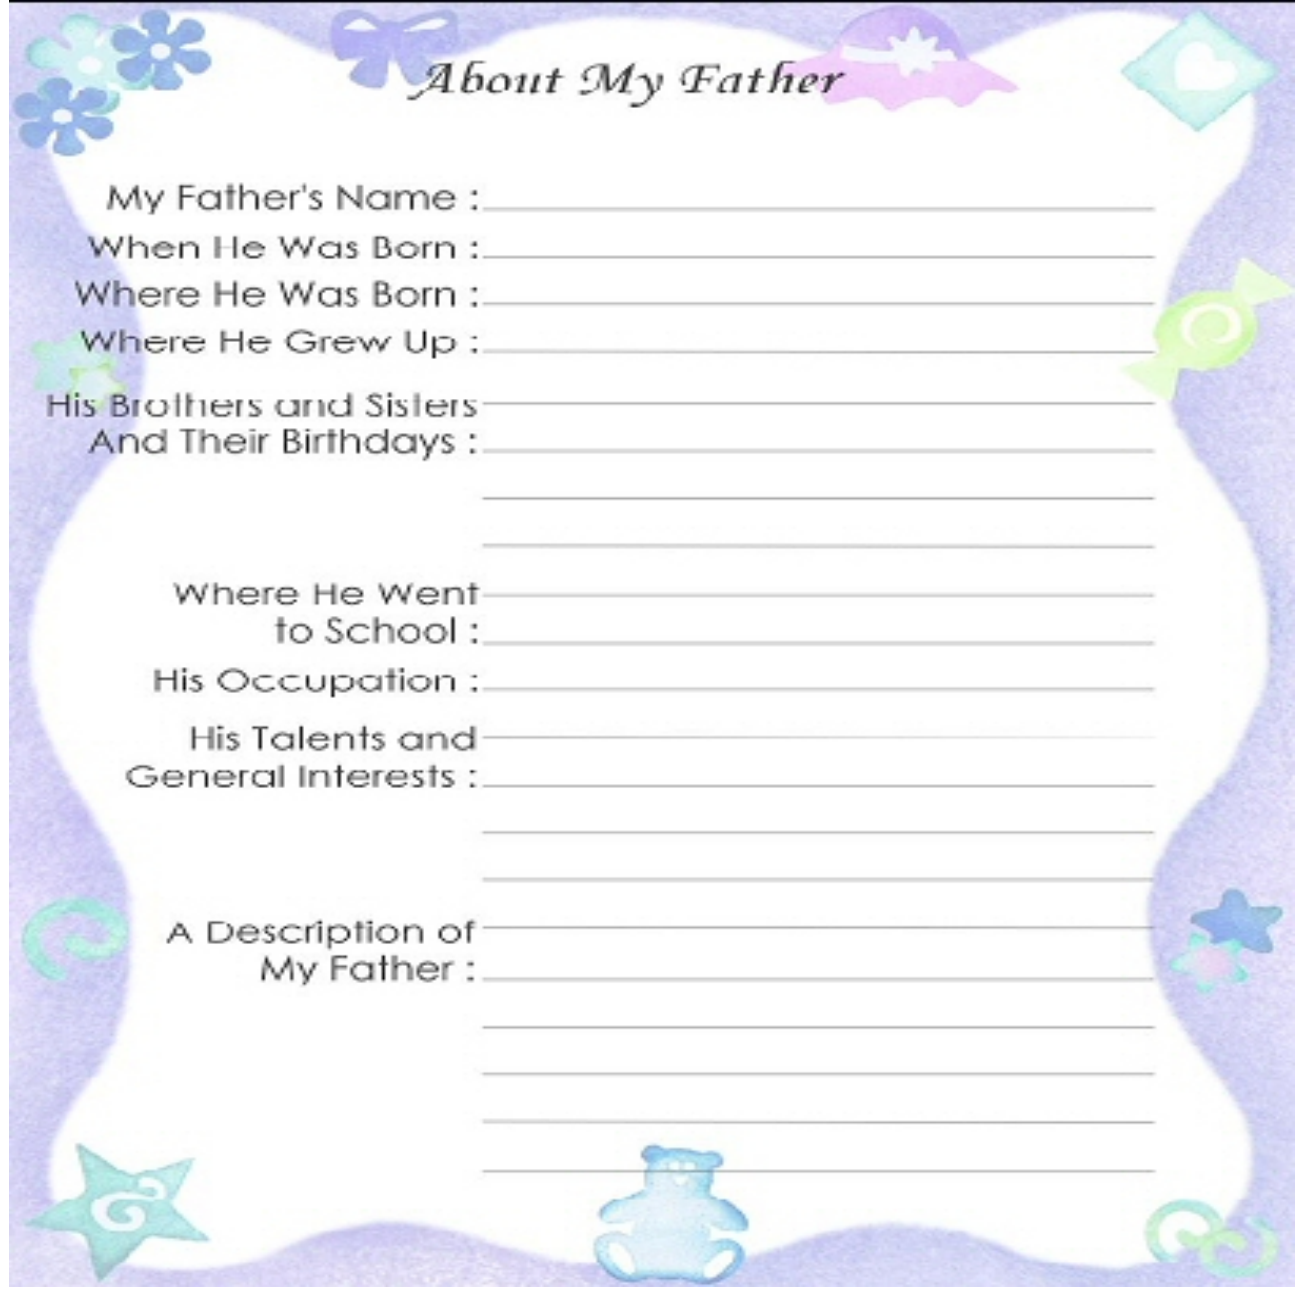 About My Father
My Father's Name :
When He Was Born :
Where He Was Born :
Where He Grew Up :
His Brothers and Sisters
And Their Birthdays :
Where He Went
to School :
His Occupation :
His Talents and
General Interests :
A Description of
My Father :